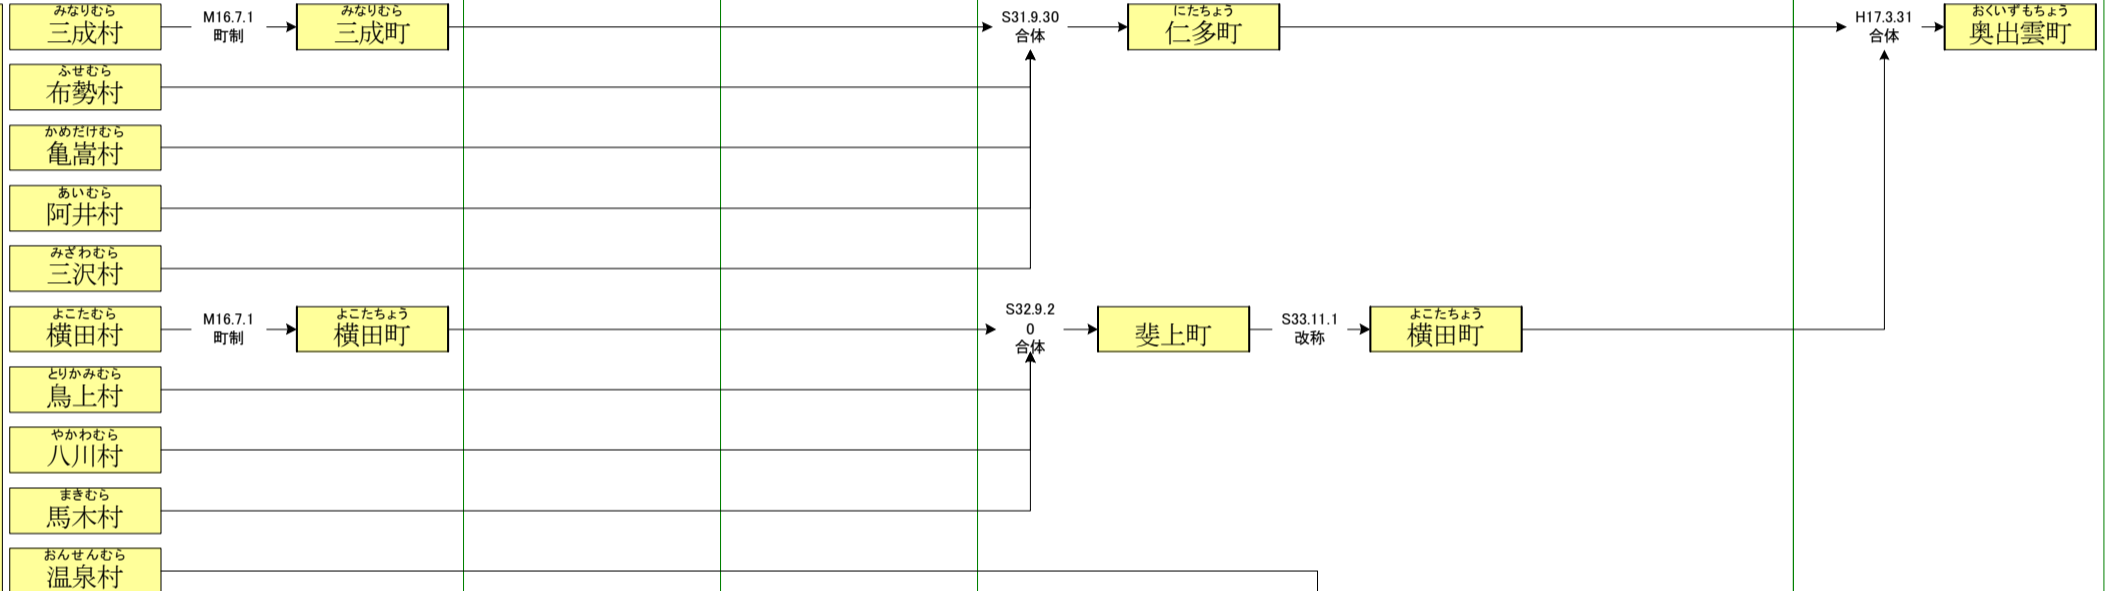 みなりむら
三成村
M16.7.1
町制
みなりむら
三成町
S31.9.30
合体
にたちょう
仁多町
H17.3.31
合体
おくいずもちょう
奥出雲町
ふせむら
布勢村
かめだけむら
亀嵩村
あいむら
阿井村
みざわむら
三沢村
よこたむら
横田村
M16.7.1
町制
よこたちょう
横田町
S32.9.2
0
合体
斐上町
S33.11.1
改称
よこたちょう
横田町
とりかみむら
鳥上村
やかわむら
八川村
まきむら
馬木村
おんせんむら
温泉村